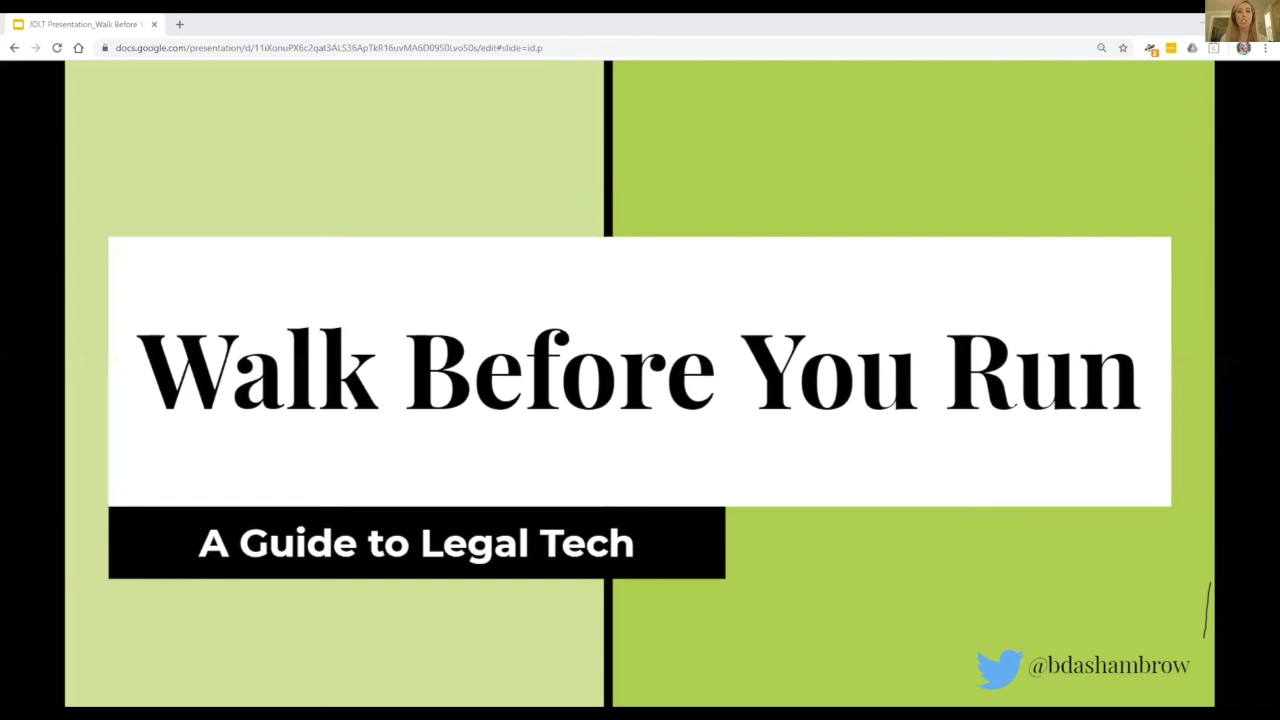 JOLT Presentation_Walk Before
docs.google.com/presentation/d/11iXonuPX6c2qat3ALS36ApTkR16uvMA6D09S0LvoS0s/edit#slide=id.p
Walk Before You Run
A Guide to Legal Tech
@bdashambrow